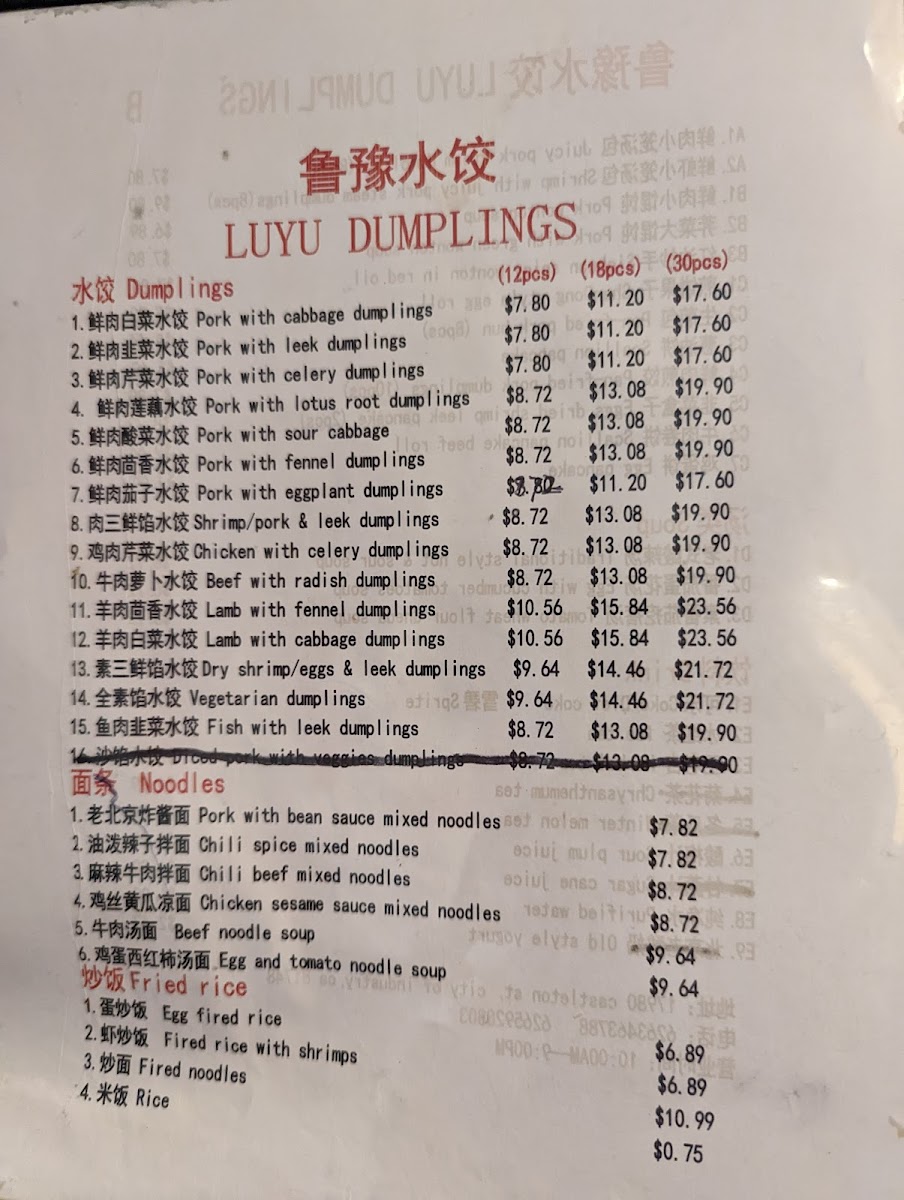 鲁豫水饺
LUYU DUMPLINGS
水饺 Dumplings (12pcs) (18pcs) (30pcs)
1. 鲜肉白菜水饺 Pork with cabbage dumplings $7.80 $11.20 $17.60
2. 鲜肉韭菜水饺 Pork with leek dumplings $7.80 $11.20 $17.60
3. 鲜肉芹菜水饺 Pork with celery dumplings $7.80 $11.20 $17.60
4. 鲜肉莲藕水饺 Pork with lotus root dumplings $8.72 $13.08 $19.90
5. 鲜肉酸菜水饺 Pork with sour cabbage $8.72 $13.08 $19.90
6. 鲜肉茴香水饺 Pork with fennel dumplings $8.72 $13.08 $19.90
7. 鲜肉茄子水饺 Pork with eggplant dumplings $11.20 $17.60
8. 肉三鲜馅水饺 Shrimp/pork & leek dumplings $8.72 $13.08 $19.90
9. 鸡肉芹菜水饺 Chicken with celery dumplings $8.72 $13.08 $19.90
10. 牛肉萝卜水饺 Beef with radish dumplings $8.72 $13.08 $19.90
11. 羊肉茴香水饺 Lamb with fennel dumplings $10.56 $15.84 $23.56
12. 羊肉白菜水饺 Lamb with cabbage dumplings $10.56 $15.84 $23.56
13. 素三鲜馅水饺 Dry shrimp/eggs & leek dumplings $9.64 $14.46 $21.72
14. 全素馅水饺 Vegetarian dumplings $9.64 $14.46 $21.72
15. 鱼肉韭菜水饺 Fish with leek dumplings $8.72 $13.08 $19.90
16. 沙馅水饺 Diced pork with veggies dumplings $8.72 $13.08 $19.90
面条 Noodles
1. 老北京炸酱面 Pork with bean sauce mixed noodles $7.82
2. 油泼辣子拌面 Chili spice mixed noodles $7.82
3. 麻辣牛肉拌面 Chili beef mixed noodles $8.72
4. 鸡丝黄瓜凉面 Chicken sesame sauce mixed noodles $8.72
5. 牛肉汤面 Beef noodle soup $9.64
6. 鸡蛋西红柿汤面 Egg and tomato noodle soup $9.64
炒饭 Fried rice
1. 蛋炒饭 Egg fired rice $6.89
2. 虾炒饭 Fired rice with shrimps $6.89
3. 炒面 Fired noodles $10.99
4. 米饭 Rice $0.75